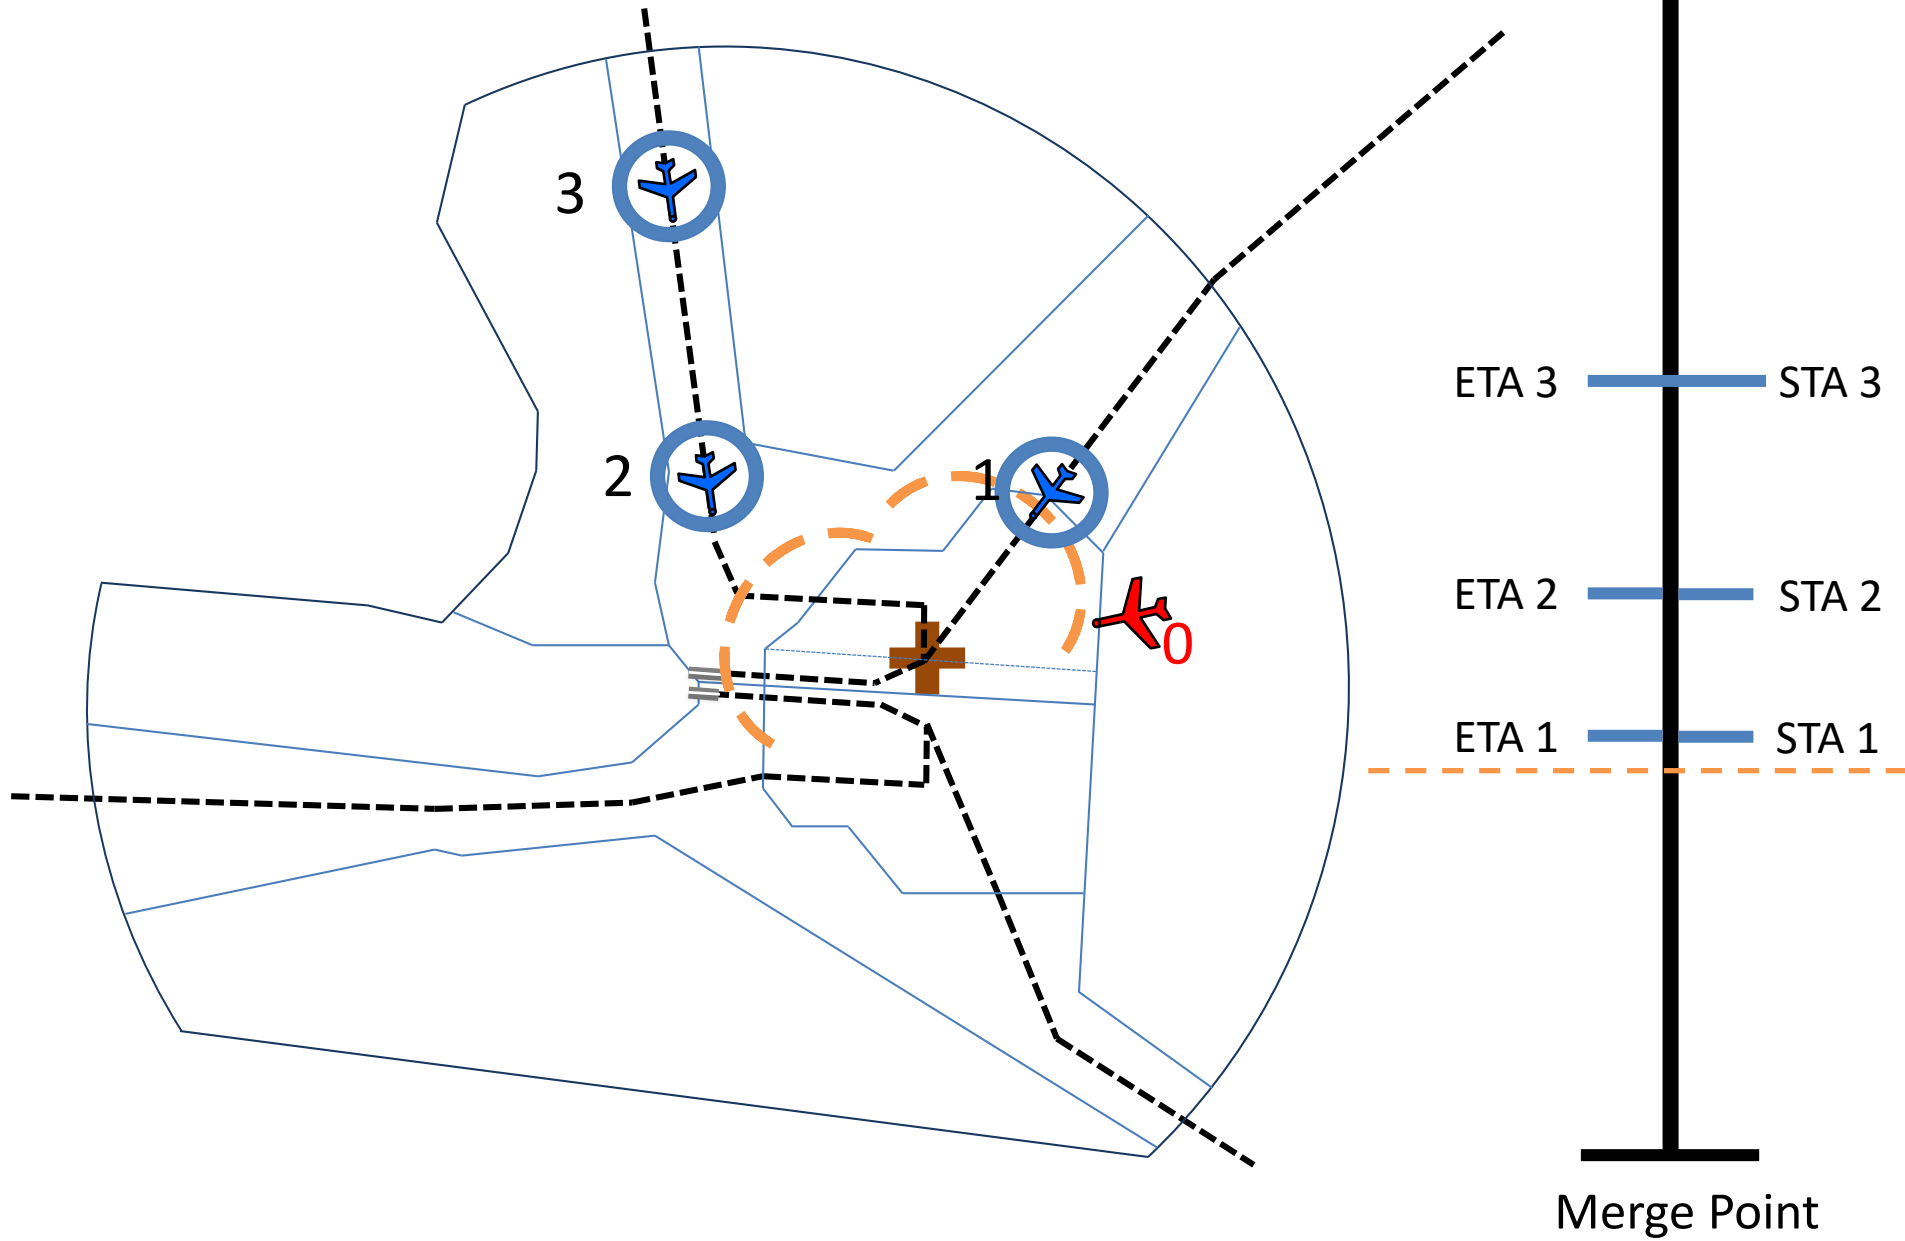 3
2
1
0
ETA 3 STA 3
ETA 2 STA 2
ETA 1 STA 1
Merge Point